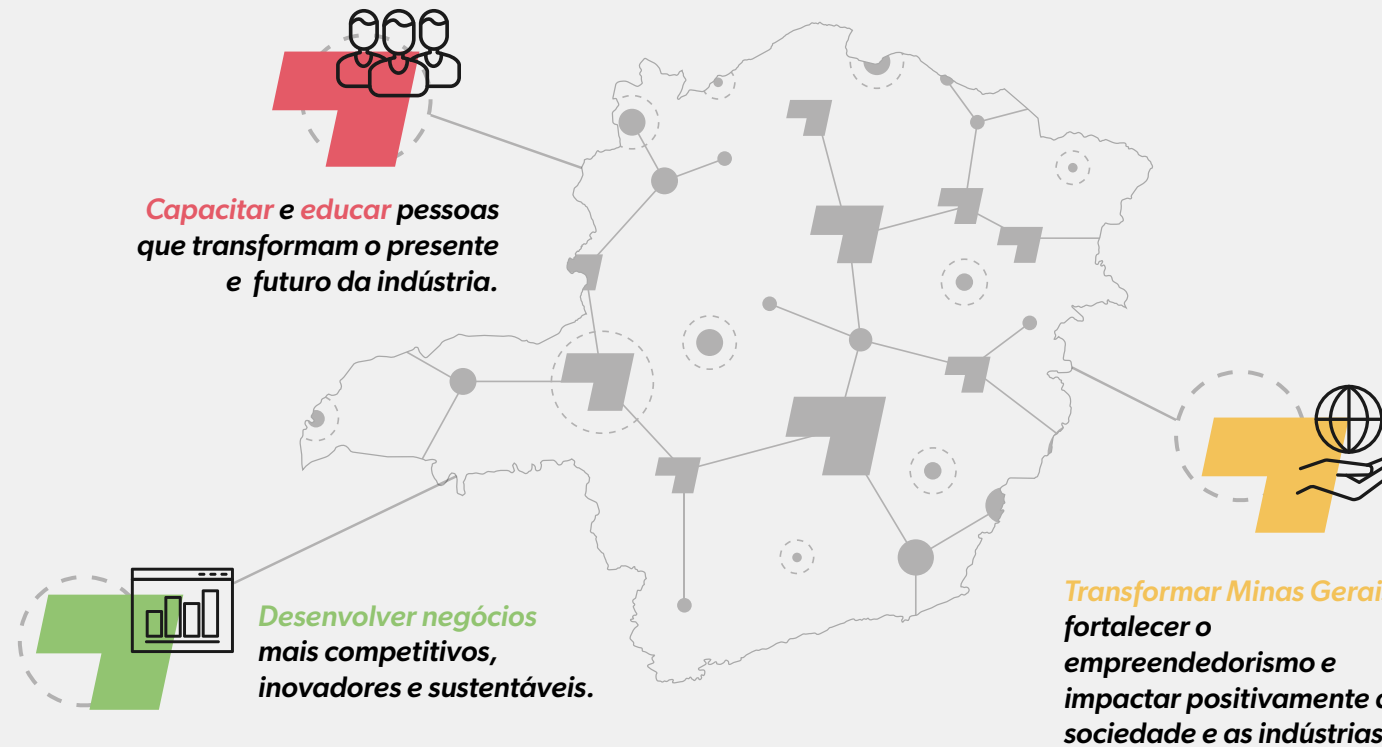 Capacitar e educar pessoas
que transformam o presente
e futuro da indústria.
Desenvolver negócios
mais competitivos,
inovadores e sustentáveis.
Transformar Minas
fortalecer o
empreendedorismo e
impactar positivamente
sociedade e as indústrias